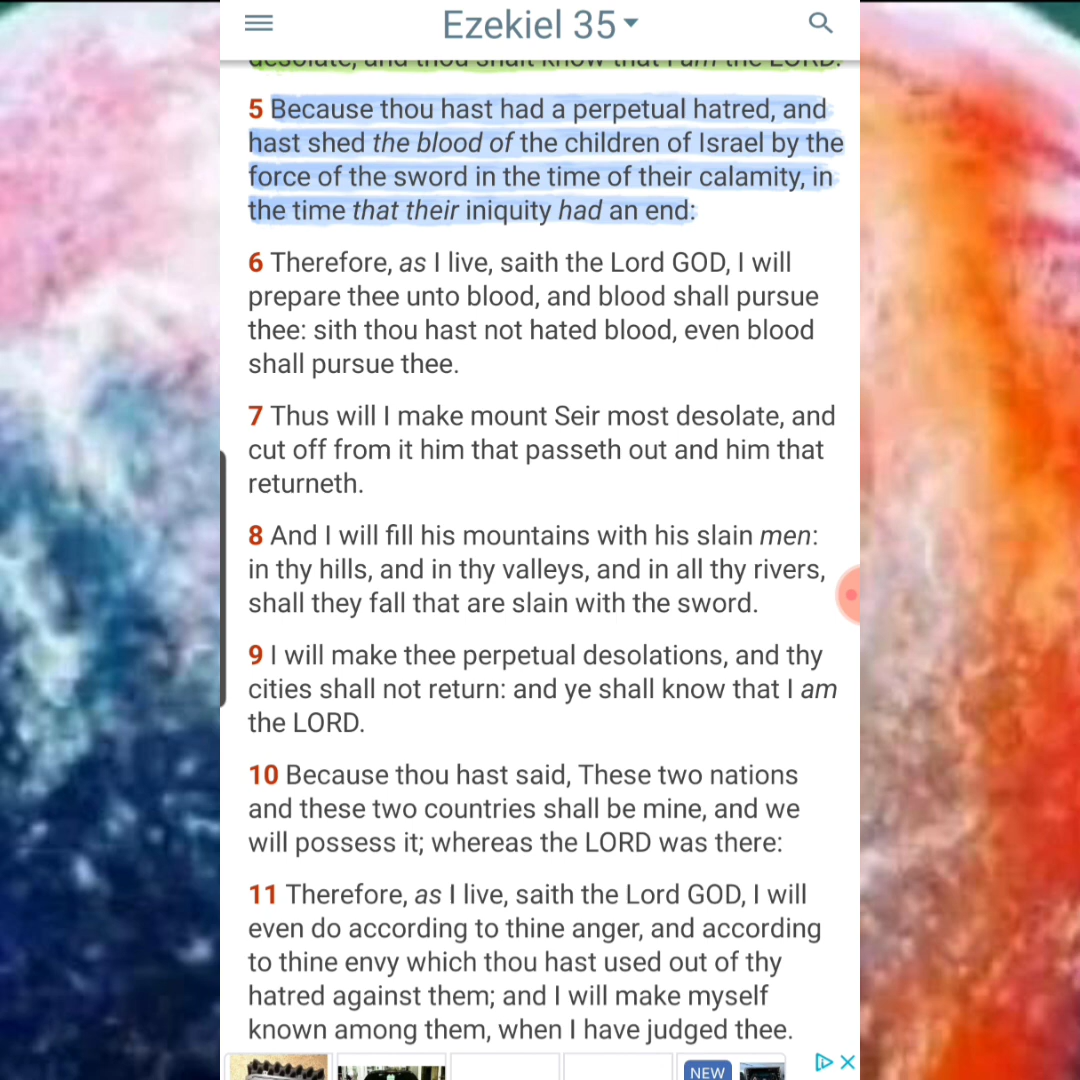 Ezekiel 35
desolate, and thou shalt know that I am the LORD.
5 Because thou hast had a perpetual hatred, and
hast shed the blood of the children of Israel by the
force of the sword in the time of their calamity, in
the time that their iniquity had an end:
6 Therefore, as I live, saith the Lord GOD, I will
prepare thee unto blood, and blood shall pursue
thee: sith thou hast not hated blood, even blood
shall pursue thee.
7 Thus will I make mount Seir most desolate, and
cut off from it him that passeth out and him that
returneth.
8 And I will fill his mountains with his slain men:
in thy hills, and in thy valleys, and in all thy rivers,
shall they fall that are slain with the sword.
9 I will make thee perpetual desolations, and thy
cities shall not return: and ye shall know that I am
the LORD.
10 Because thou hast said, These two nations
and these two countries shall be mine, and we
will possess it; whereas the LORD was there:
11 Therefore, as I live, saith the Lord GOD, I will
even do according to thine anger, and according
to thine envy which thou hast used out of thy
hatred against them; and I will make myself
known among them, when I have judged thee.
NEW